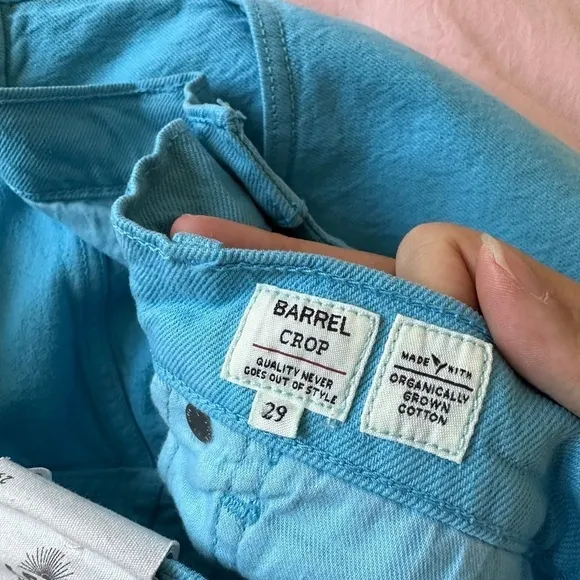 BARREL
CROP
QUALITY NEVER
GOES OUT OF STYLE
29
MADE WITH
ORGANICALLY
GROWN
COTTON